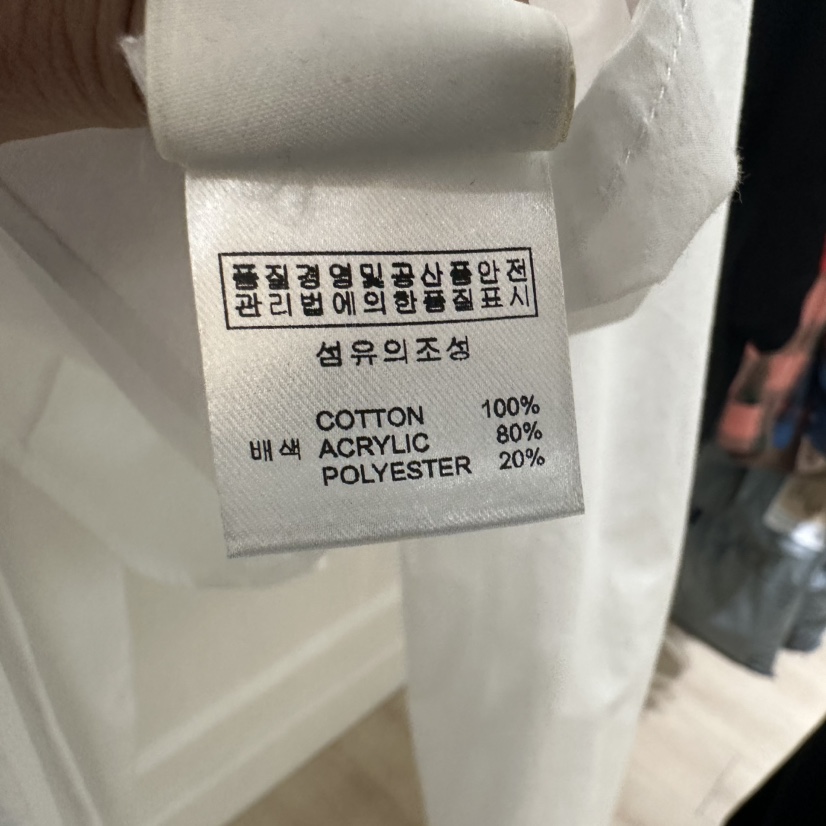 품질경영및공산품안전
관리법에의한품질표시
섬유의조성
COTTON 100%
배색 ACRYLIC 80%
POLYESTER 20%